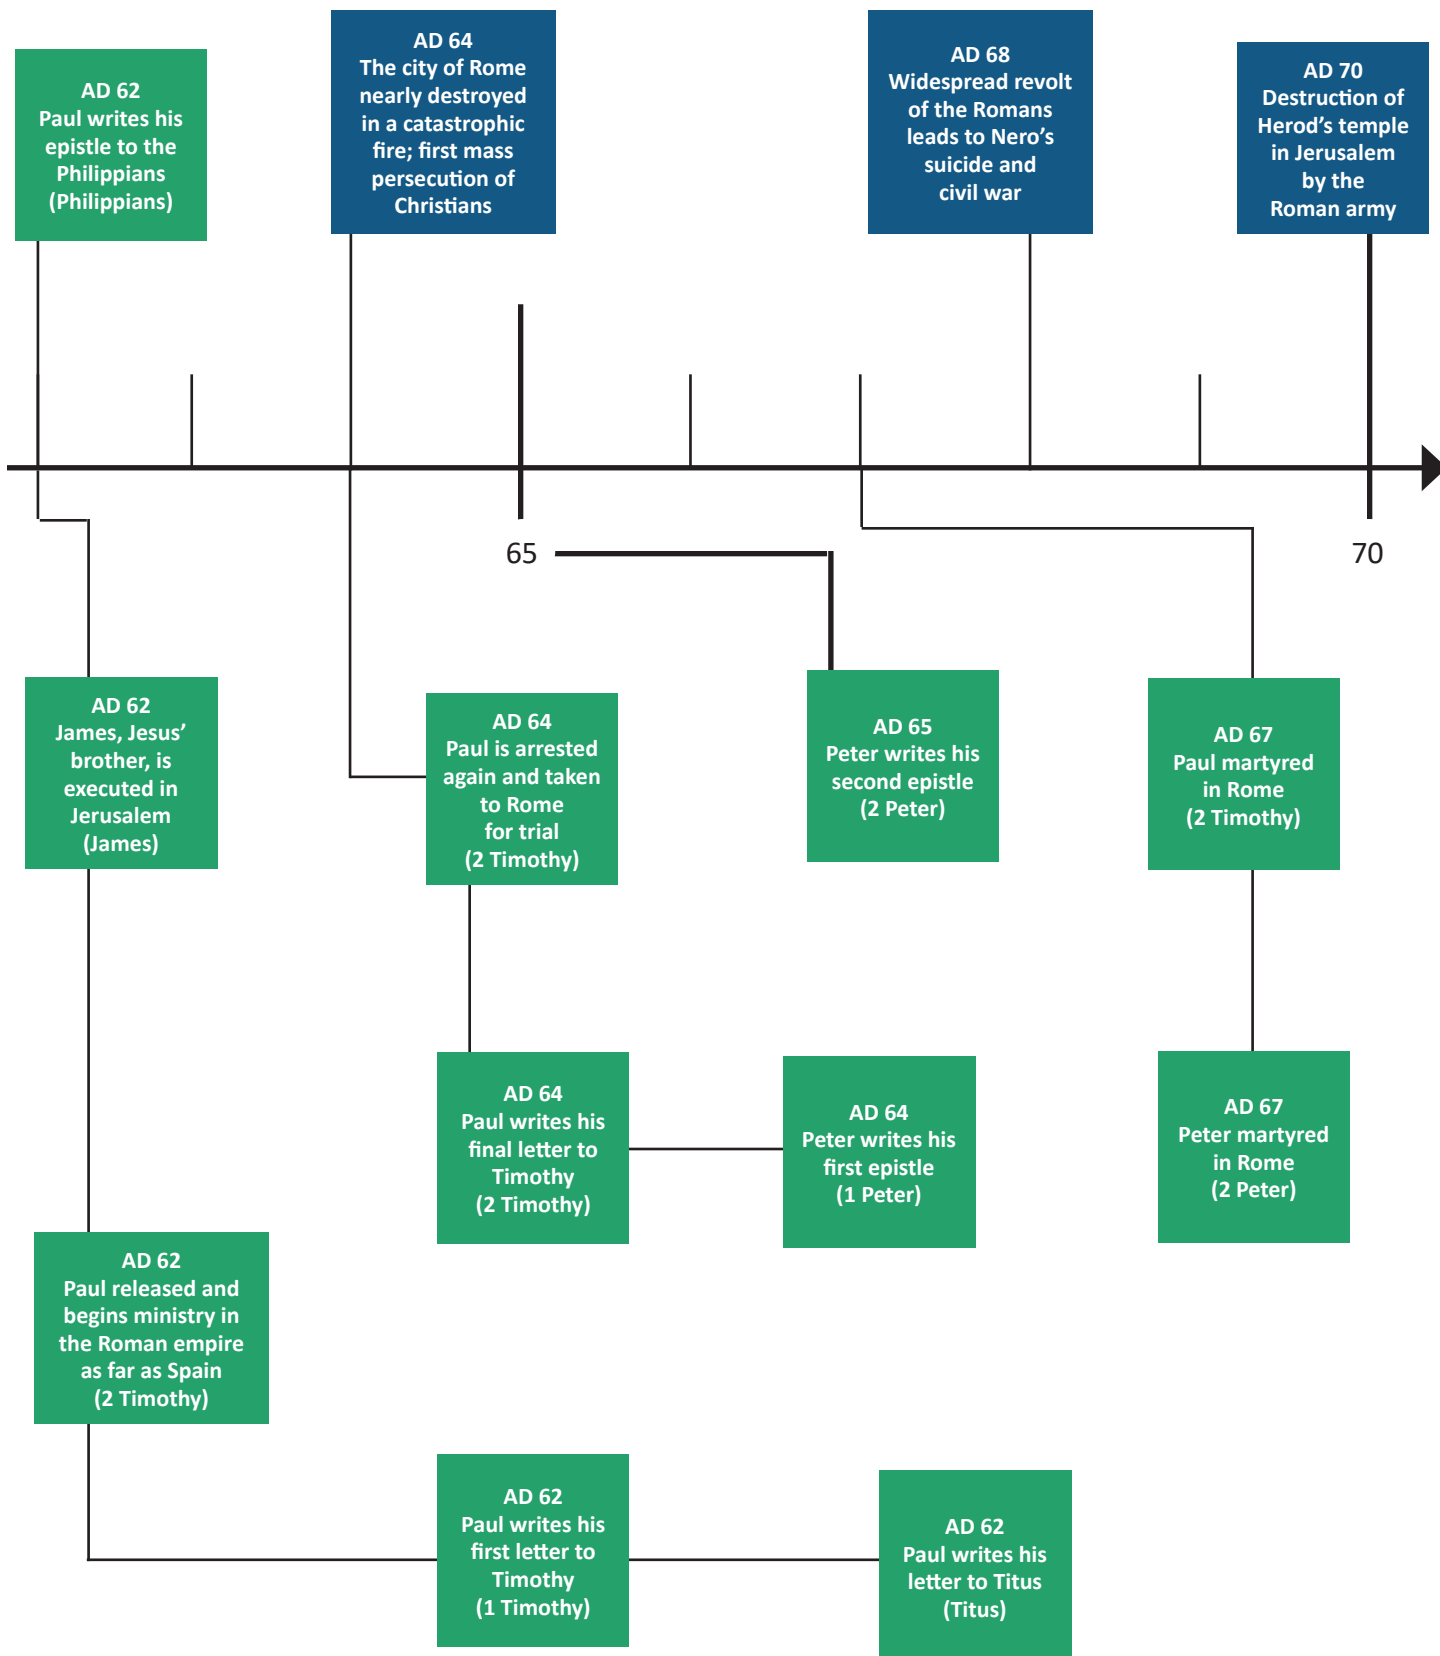 AD 62
Paul writes his
epistle to the
Philippians
(Philippians)
AD 64
The city of Rome
nearly destroyed
in a catastrophic
fire; first mass
persecution of
Christians
AD 68
Widespread revolt
of the Romans
leads to Nero’s
suicide and
civil war
AD 70
Destruction of
Herod’s temple
in Jerusalem
by the
Roman army
65
70
AD 62
James, Jesus’
brother, is
executed in
Jerusalem
(James)
AD 64
Paul is arrested
again and taken
to Rome
for trial
(2 Timothy)
AD 65
Peter writes his
second epistle
(2 Peter)
AD 67
Paul martyred
in Rome
(2 Timothy)
AD 64
Paul writes his
final letter to
Timothy
(2 Timothy)
AD 64
Peter writes his
first epistle
(1 Peter)
AD 67
Peter martyred
in Rome
(2 Peter)
AD 62
Paul released and
begins ministry in
the Roman empire
as far as Spain
(2 Timothy)
AD 62
Paul writes his
first letter to
Timothy
(1 Timothy)
AD 62
Paul writes his
letter to Titus
(Titus)